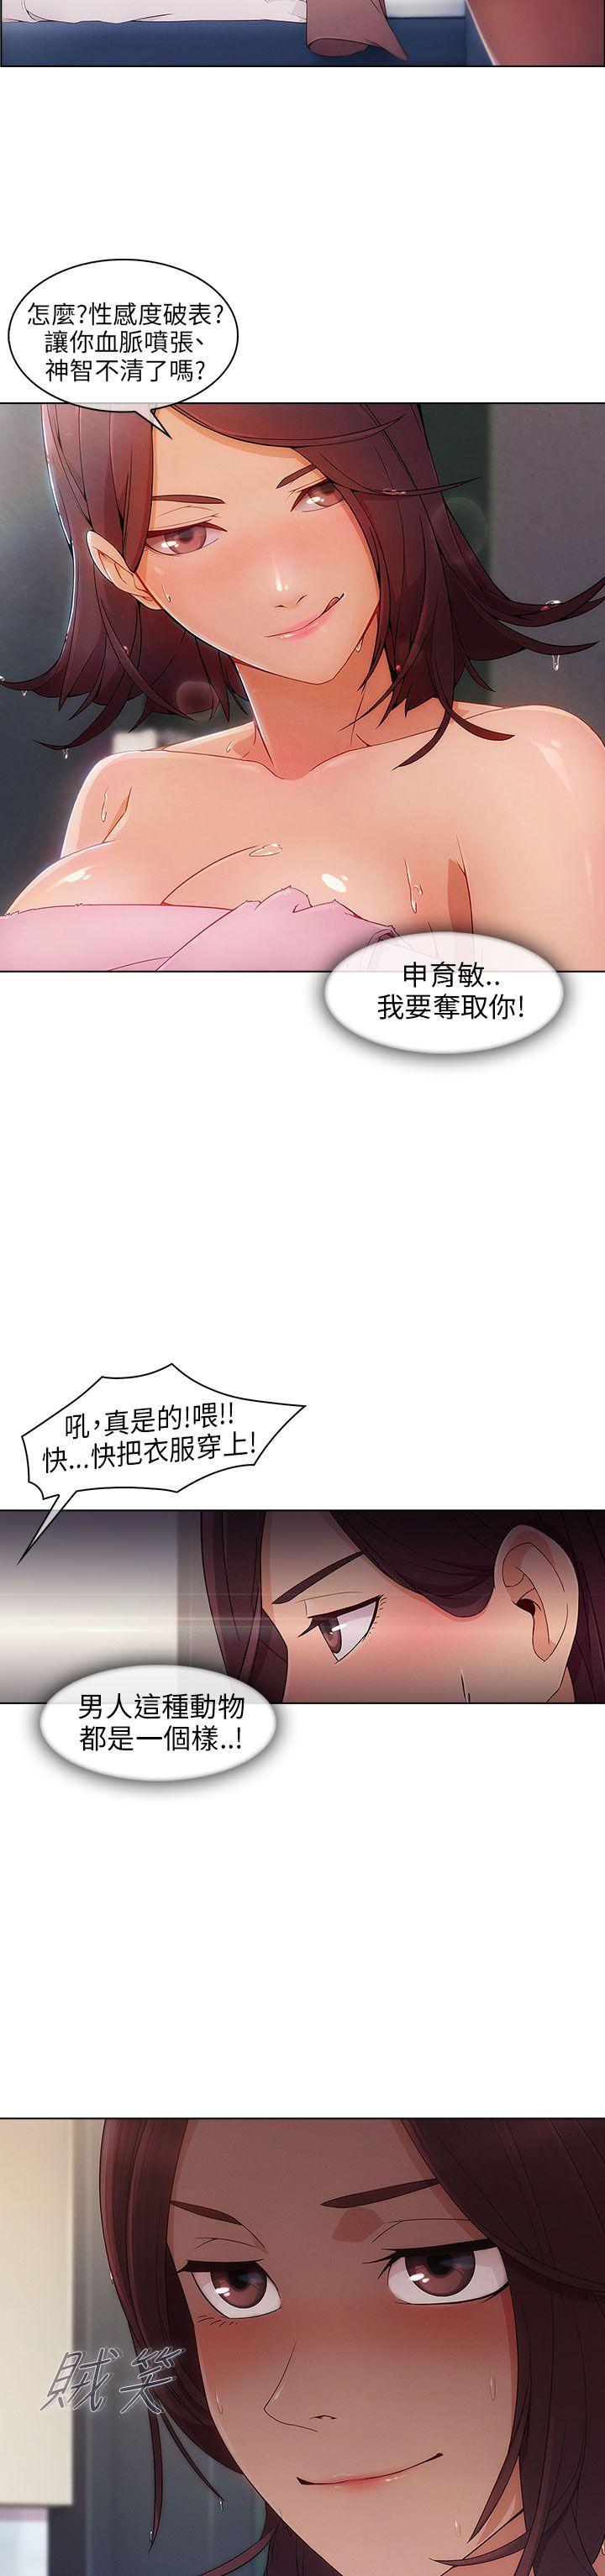 怎麼?性感度破表?
讓你血脈噴張、
神智不清了嗎?
申育敏..
我要奪取你!
吼,真是的!喂!!
快...快把衣服穿上!
男人這種動物
都是一個樣..!
賊笑